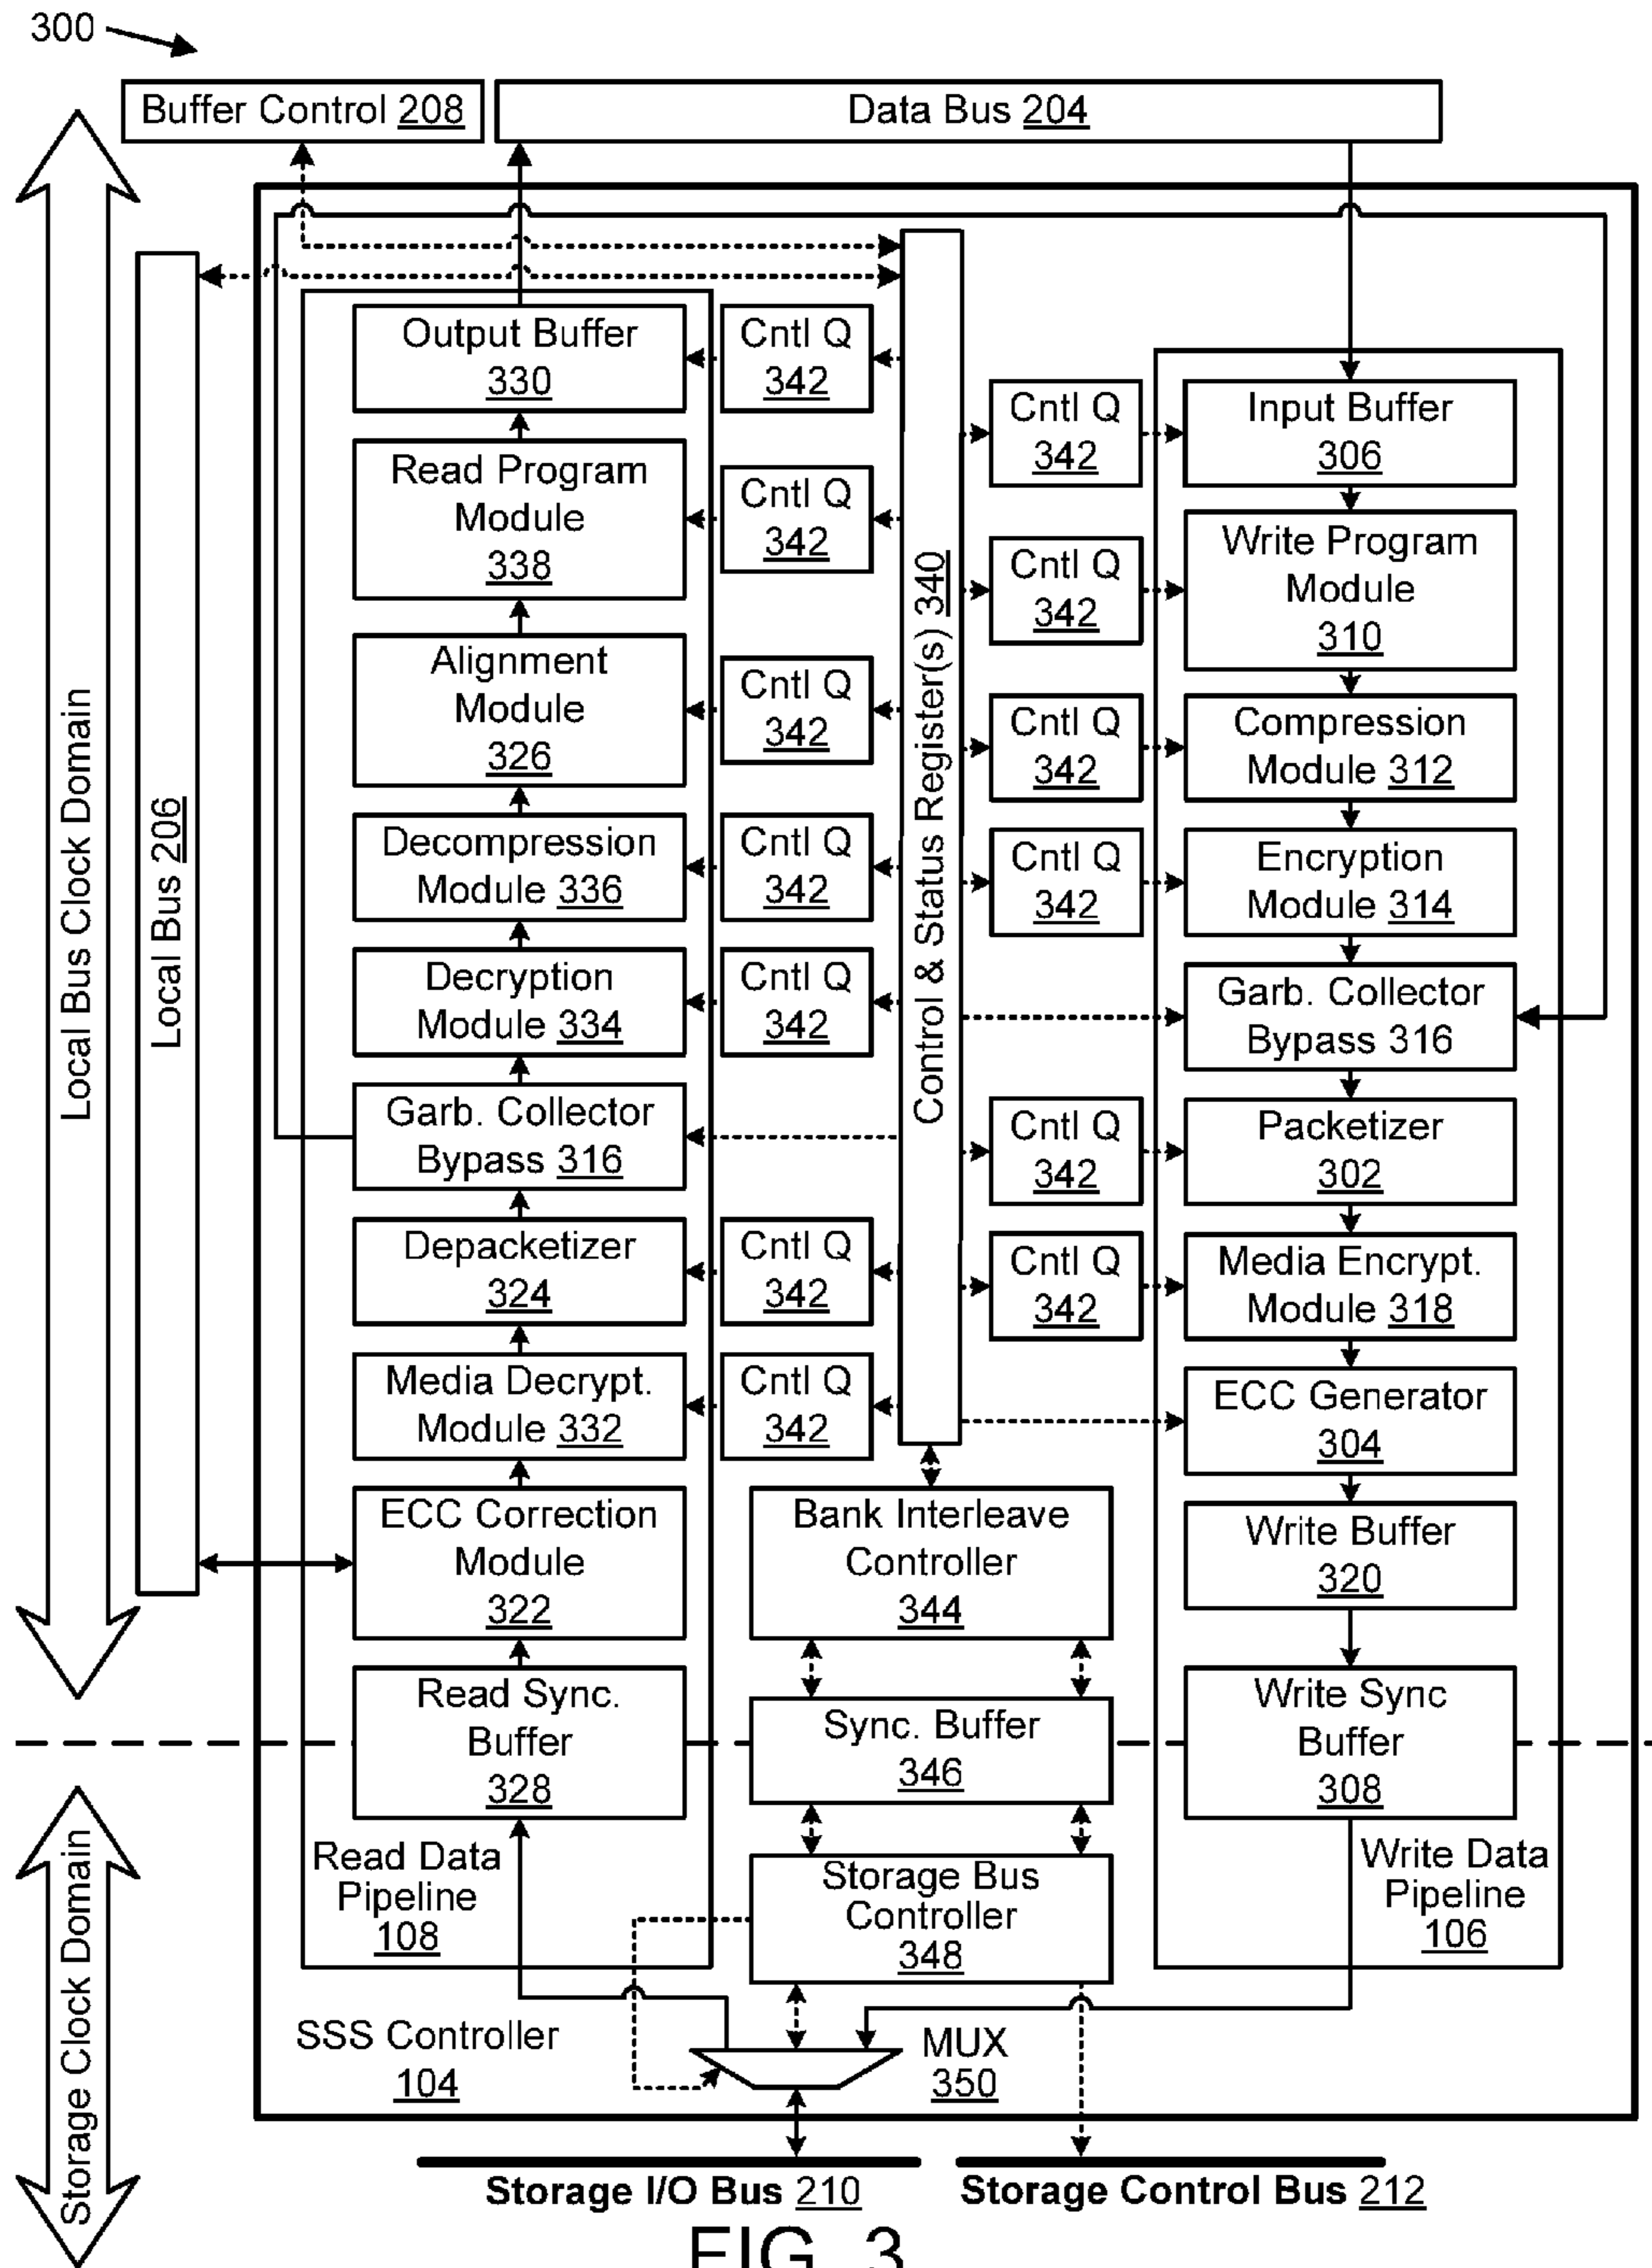 300
Buffer Control 208
Data Bus 204
Local Bus Clock Domain
Local Bus 206
Output Buffer
330
Cntl Q
342
Read Program
Module
338
Cntl Q
342
Alignment
Module
326
Cntl Q
342
Decompression
Module 336
Cntl Q
342
Decryption
Module 334
Cntl Q
342
Garb. Collector
Bypass 316
Depacketizer
324
Cntl Q
342
Media Decrypt.
Module 332
Cntl Q
342
ECC Correction
Module
322
Read Sync.
Buffer
328
Read Data
Pipeline
108
Control & Status Register(s) 340
Bank Interleave
Controller
344
Sync. Buffer
346
Storage Bus
Controller
348
Cntl Q
342
Input Buffer
306
Cntl Q
342
Write Program
Module
310
Cntl Q
342
Compression
Module 312
Cntl Q
342
Encryption
Module 314
Garb. Collector
Bypass 316
Cntl Q
342
Packetizer
302
Cntl Q
342
Media Encrypt.
Module 318
ECC Generator
304
Write Buffer
320
Write Sync
Buffer
308
Write Data
Pipeline
106
Storage Clock Domain
SSS Controller
104
MUX
350
Storage I/O Bus 210
Storage Control Bus 212
FIG. 3